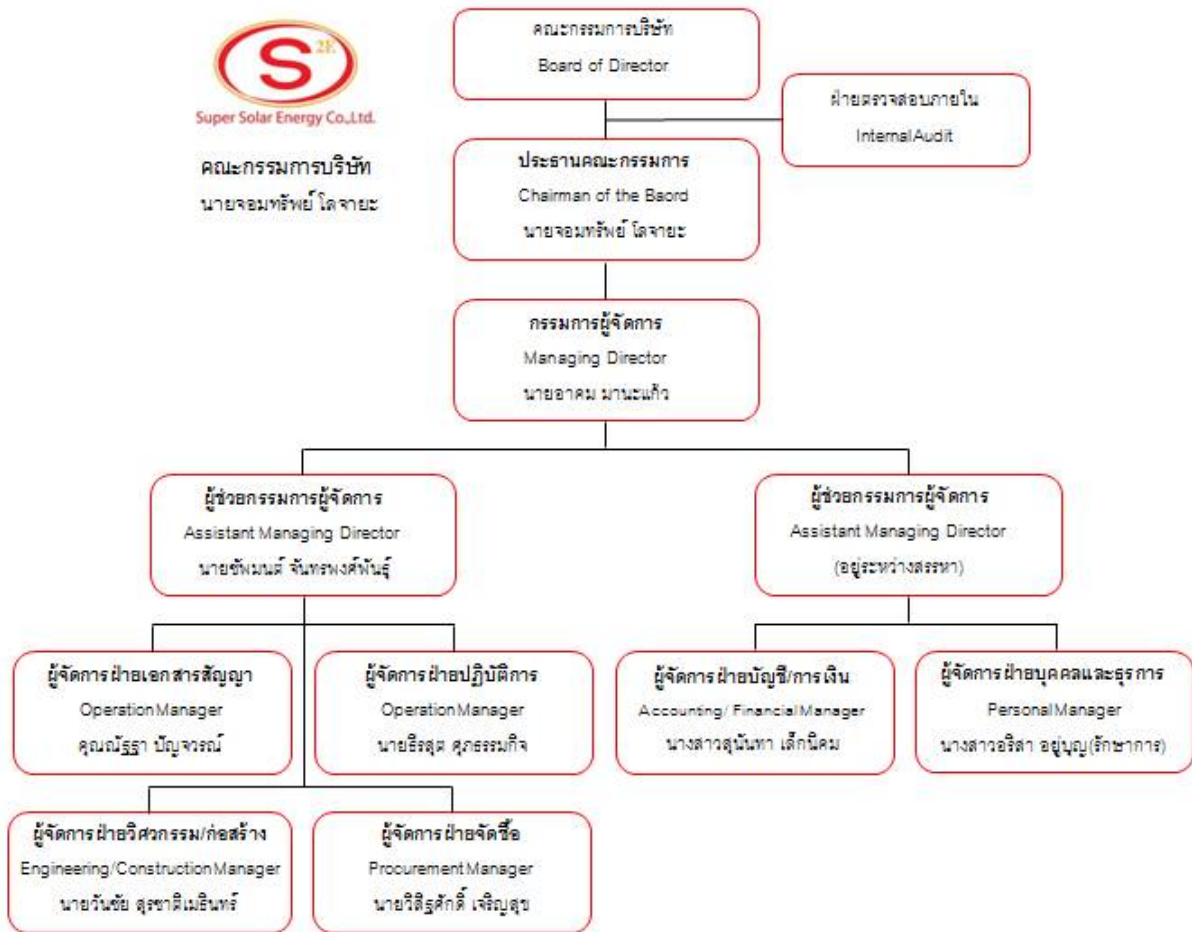 คณะกรรมการบริษัท
Board of Director
S
2E
Super Solar Energy Co.,Ltd.
ฝ่ายตรวจสอบภายใน
InternalAudit
คณะกรรมการบริษัท
นายจอมทรัพย์ โลจายะ
ประธานคณะกรรมการ
Chairman of the Baord
นายจอมทรัพย์ โลจายะ
กรรมการผู้จัดการ
Managing Director
นายอาคม มานะแก้ว
ผู้ช่วยกรรมการผู้จัดการ
Assistant Managing Director
นายชัพมนต์ จันทรพงศ์พันธุ์
ผู้ช่วยกรรมการผู้จัดการ
Assistant Managing Director
(อยู่ระหว่างสรรหา)
ผู้จัดการฝ่ายเอกสารสัญญา
OperationManager
คุณณัฐฐา ปัญจวรณ์
ผู้จัดการฝ่ายปฏิบัติการ
OperationManager
นายธีรสุต ศุภธรรมกิจ
ผู้จัดการฝ่ายบัญชี/การเงิน
Accounting/ FinancialManager
นางสาวสุนันทา เล็กนิคม
ผู้จัดการฝ่ายบุคคลและธุรการ
PersonalManager
นางสาวอริสา อยู่บุญ(รักษาการ)
ผู้จัดการฝ่ายวิศวกรรม/ก่อสร้าง
Engineering/ConstructionManager
นายวันชัย สุรชาติเมธินทร์
ผู้จัดการฝ่ายจัดซื้อ
ProcurementManager
นายวิสิฐศักดิ์ เจริญสุข